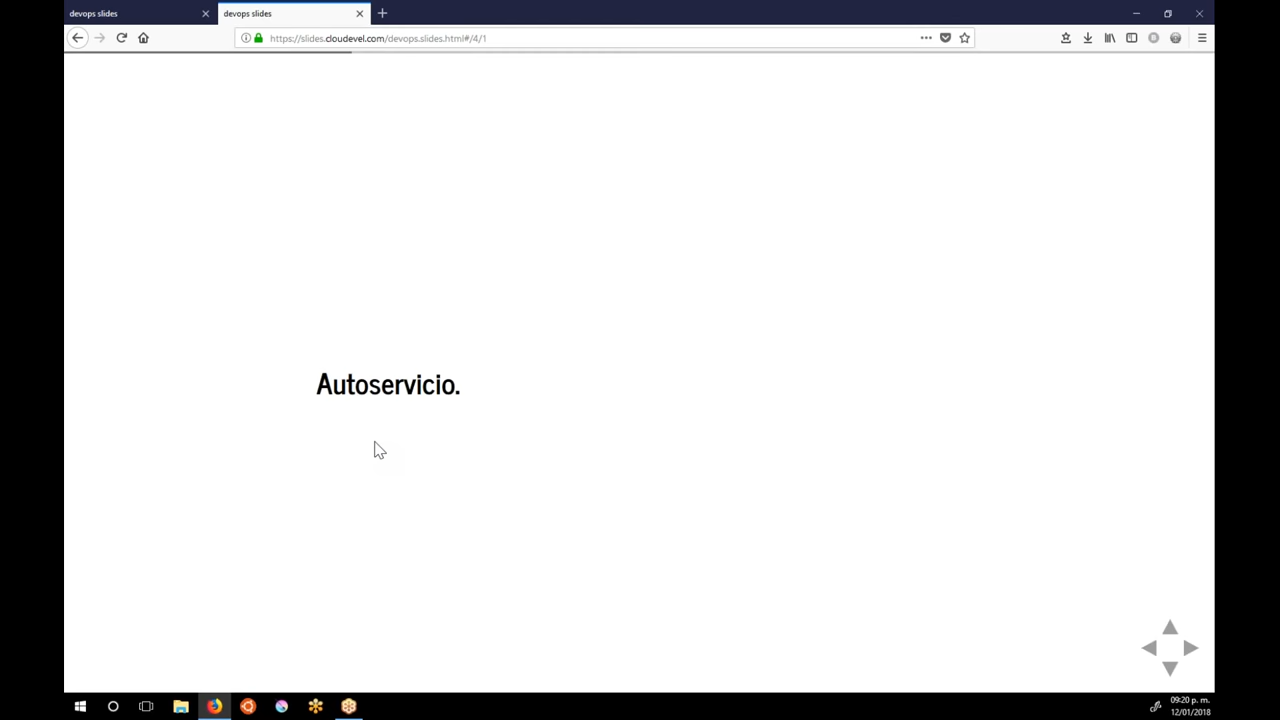 devops slides
devops slides
https://slides.cloudevel.com/devops.slides.html#/4/1
Autoservicio.
09:20 p. m.
12/01/2018